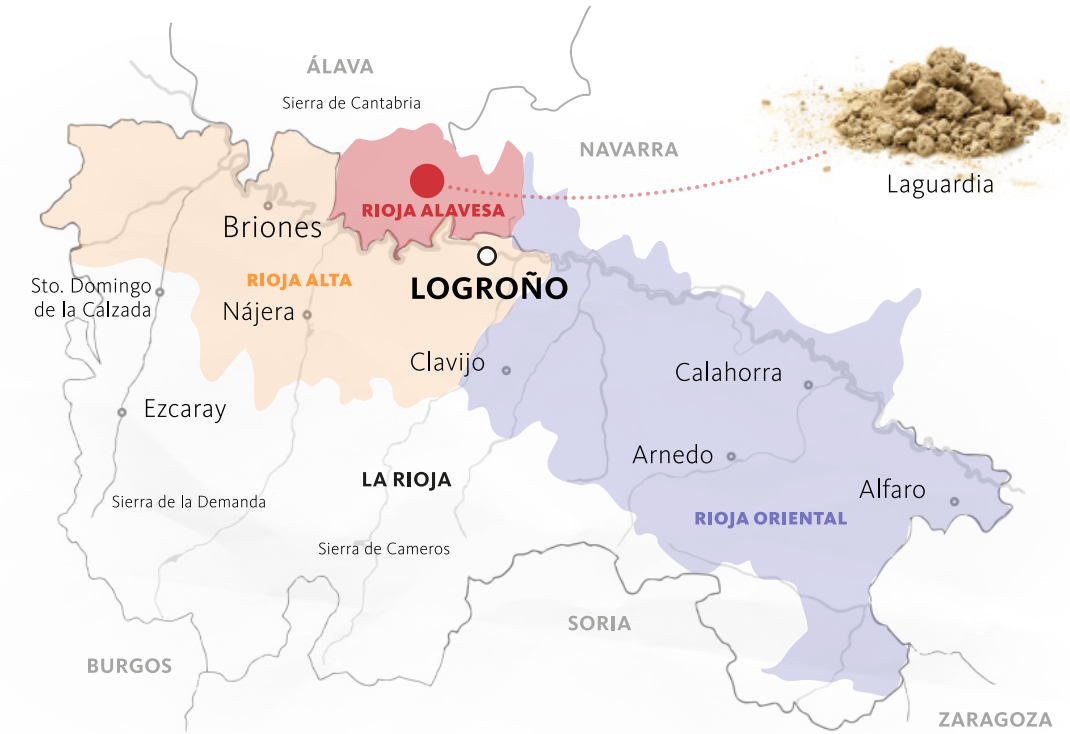 ÁLAVA
Sierra de Cantabria
NAVARRA
Laguardia
RIOJA ALAVESA
Briones
RIOJA ALTA
LOGROÑO
Sto. Domingo
de la Calzada
Nájera
Clavijo
Calahorra
Ezcaray
Arnedo
LA RIOJA
Alfaro
Sierra de la Demanda
RIOJA ORIENTAL
Sierra de Cameros
SORIA
BURGOS
ZARAGOZA